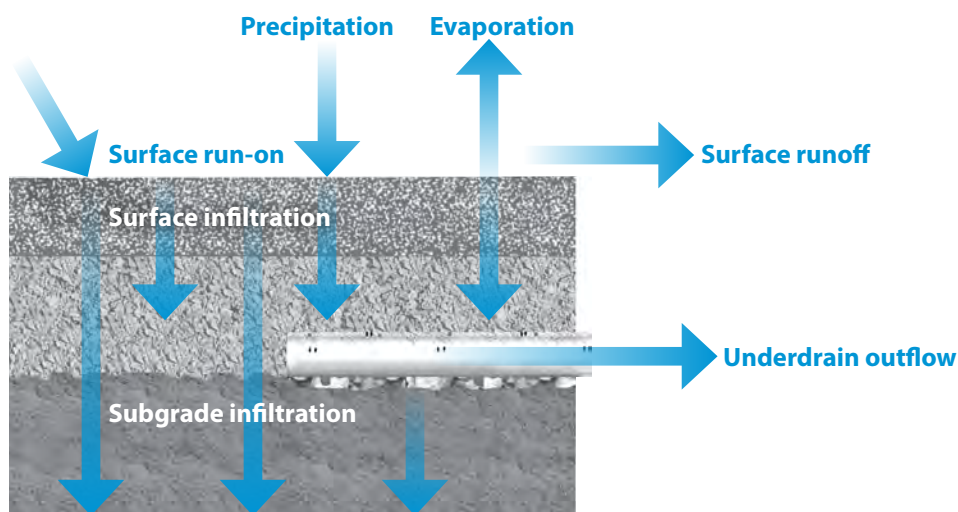 Precipitation
Evaporation
Surface run-on
Surface runoff
Surface infiltration
Underdrain outflow
Subgrade infiltration